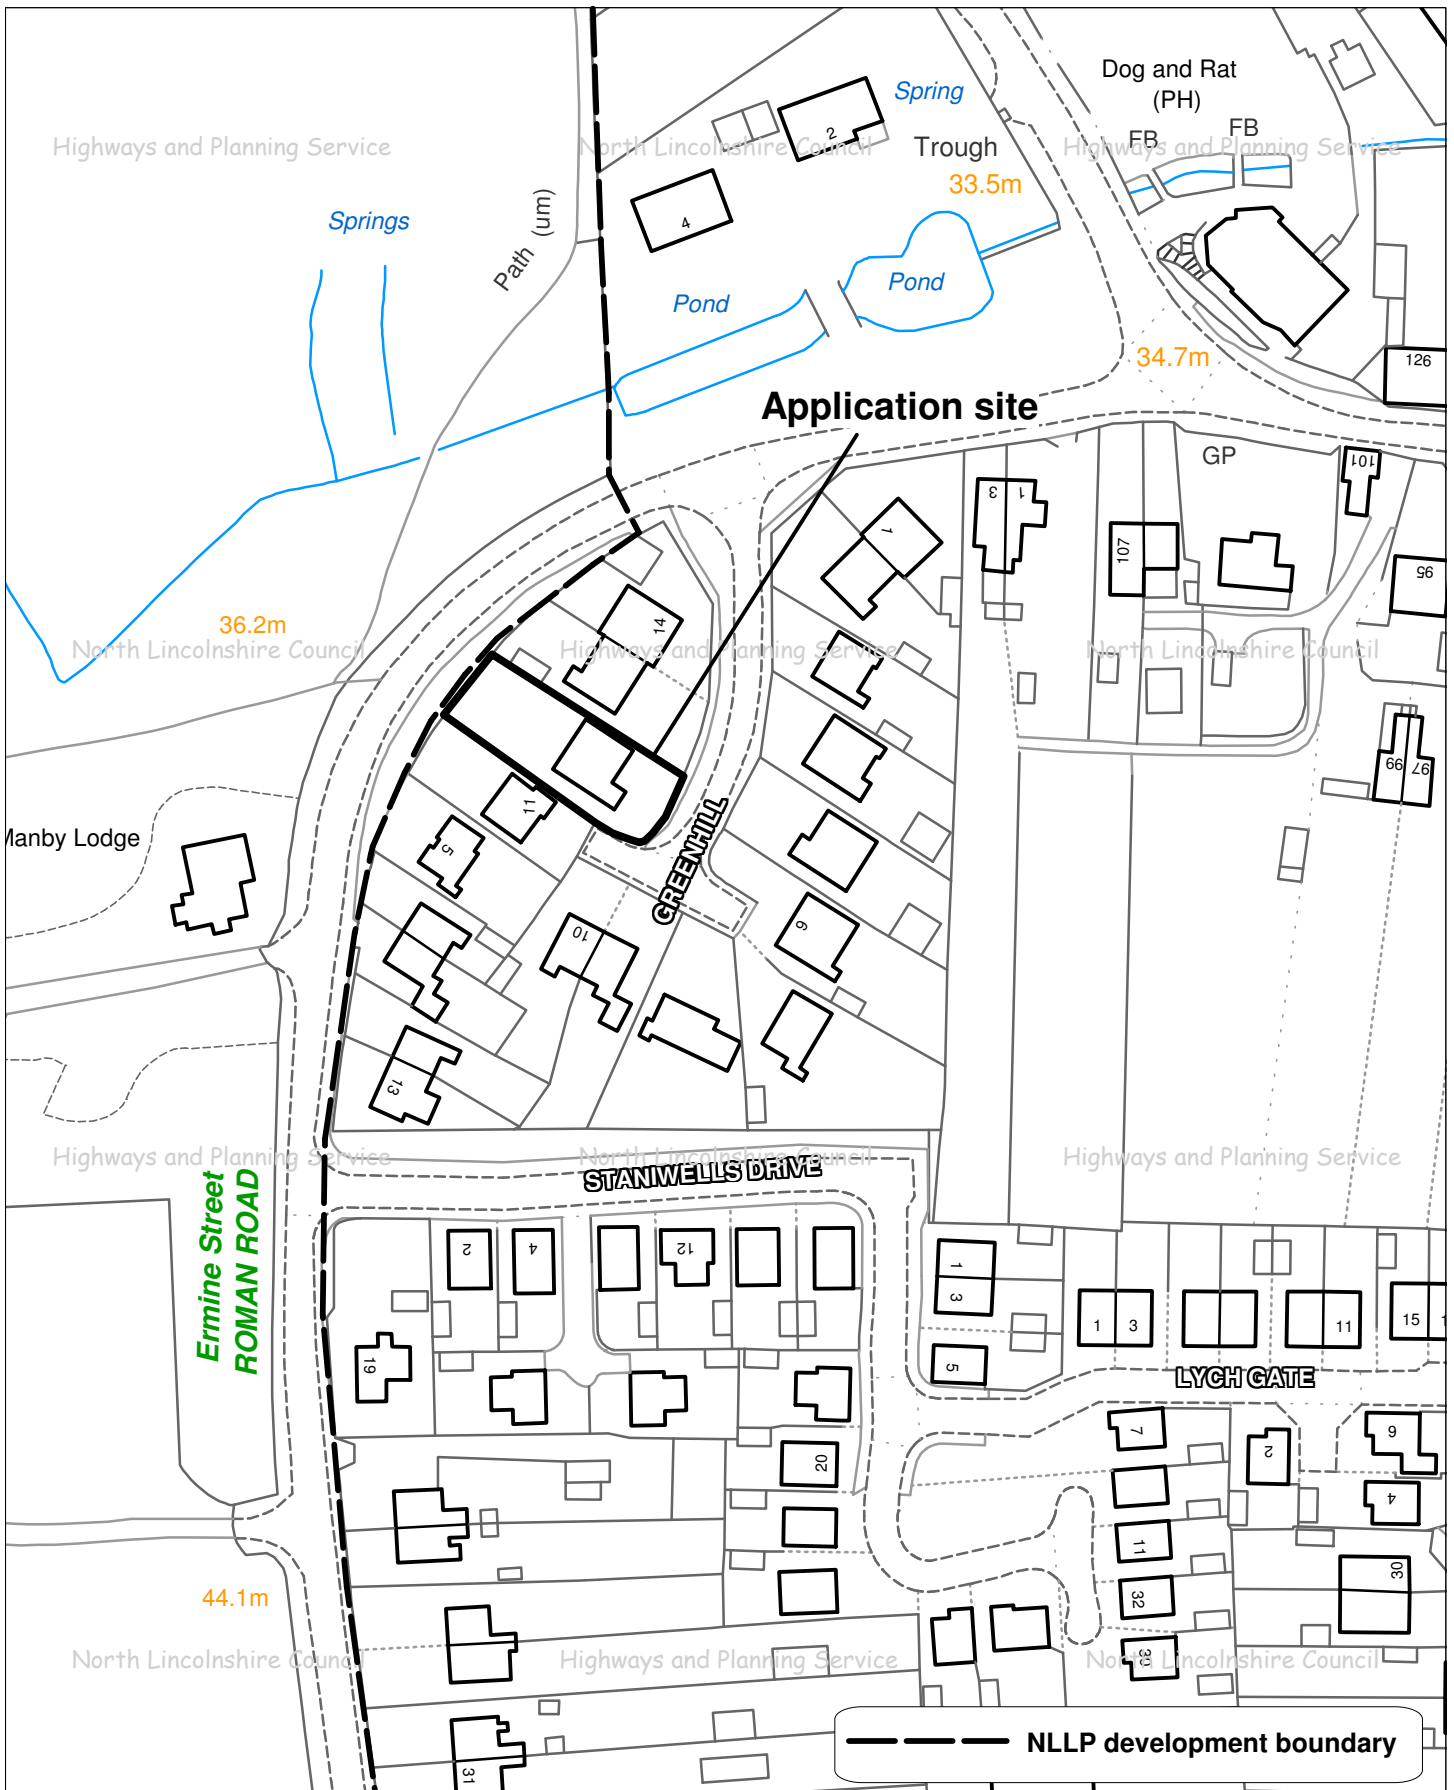 Dog and Rat
(PH)
Spring
2
FB
FB
Highways and Planning Service
North Lincolnshire Council
Trough
Highways and Planning Service
33.5m
Springs
Path (um)
4
Pond
Pond
34.7m
126
Application site
GP
101
1
3
1
107
95
36.2m
14
North Lincolnshire Council
Highways and Planning Service
North Lincolnshire Council
99
97
11
Manby Lodge
5
GREENHILL
10
9
13
Highways and Planning Service
North Lincolnshire Council
Highways and Planning Service
STANIWELLS DRIVE
Ermine Street
ROMAN ROAD
2
4
12
1
3
1
3
11
15
19
5
LYCH GATE
7
2
6
20
4
11
30
32
44.1m
North Lincolnshire Council
Highways and Planning Service
North Lincolnshire Council
NLLP development boundary
31